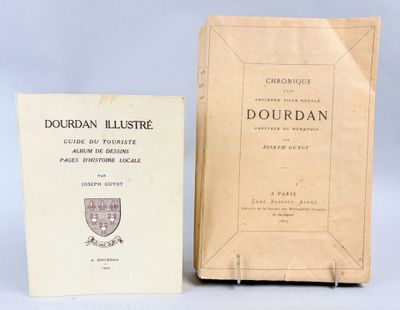 DOURDAN ILLUSTRÉ
GUIDE DU TOURISTE
ALBUM DE DESSINS
PAGES D'HISTOIRE LOCALE
PAR
JOSEPH GUYOT
A DOURDAN
CHRONIQUE
D'UNE
ANCIENNE VILLE ROYALE
DOURDAN
CAPITALE DU HUREPOIX
PAR
JOSEPH GUYOT
A PARIS
CHEZ AUGUSTE AUBRY